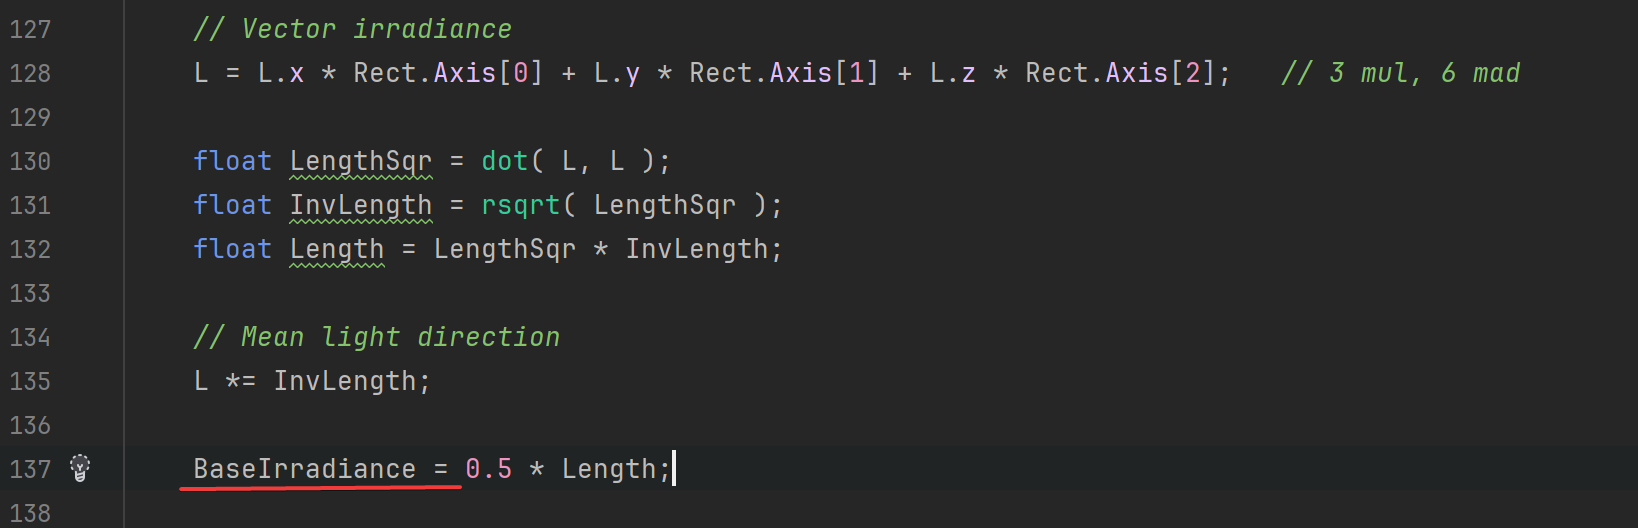 127 // Vector irradiance
128 L = L.x * Rect.Axis[0] + L.y * Rect.Axis[1] + L.z * Rect.Axis[2]; // 3 mul, 6 mad
129
130 float LengthSqr = dot( L, L );
131 float InvLength = rsqrt( LengthSqr );
132 float Length = LengthSqr * InvLength;
133
134 // Mean light direction
135 L *= InvLength;
136
137 BaseIrradiance = 0.5 * Length;
138